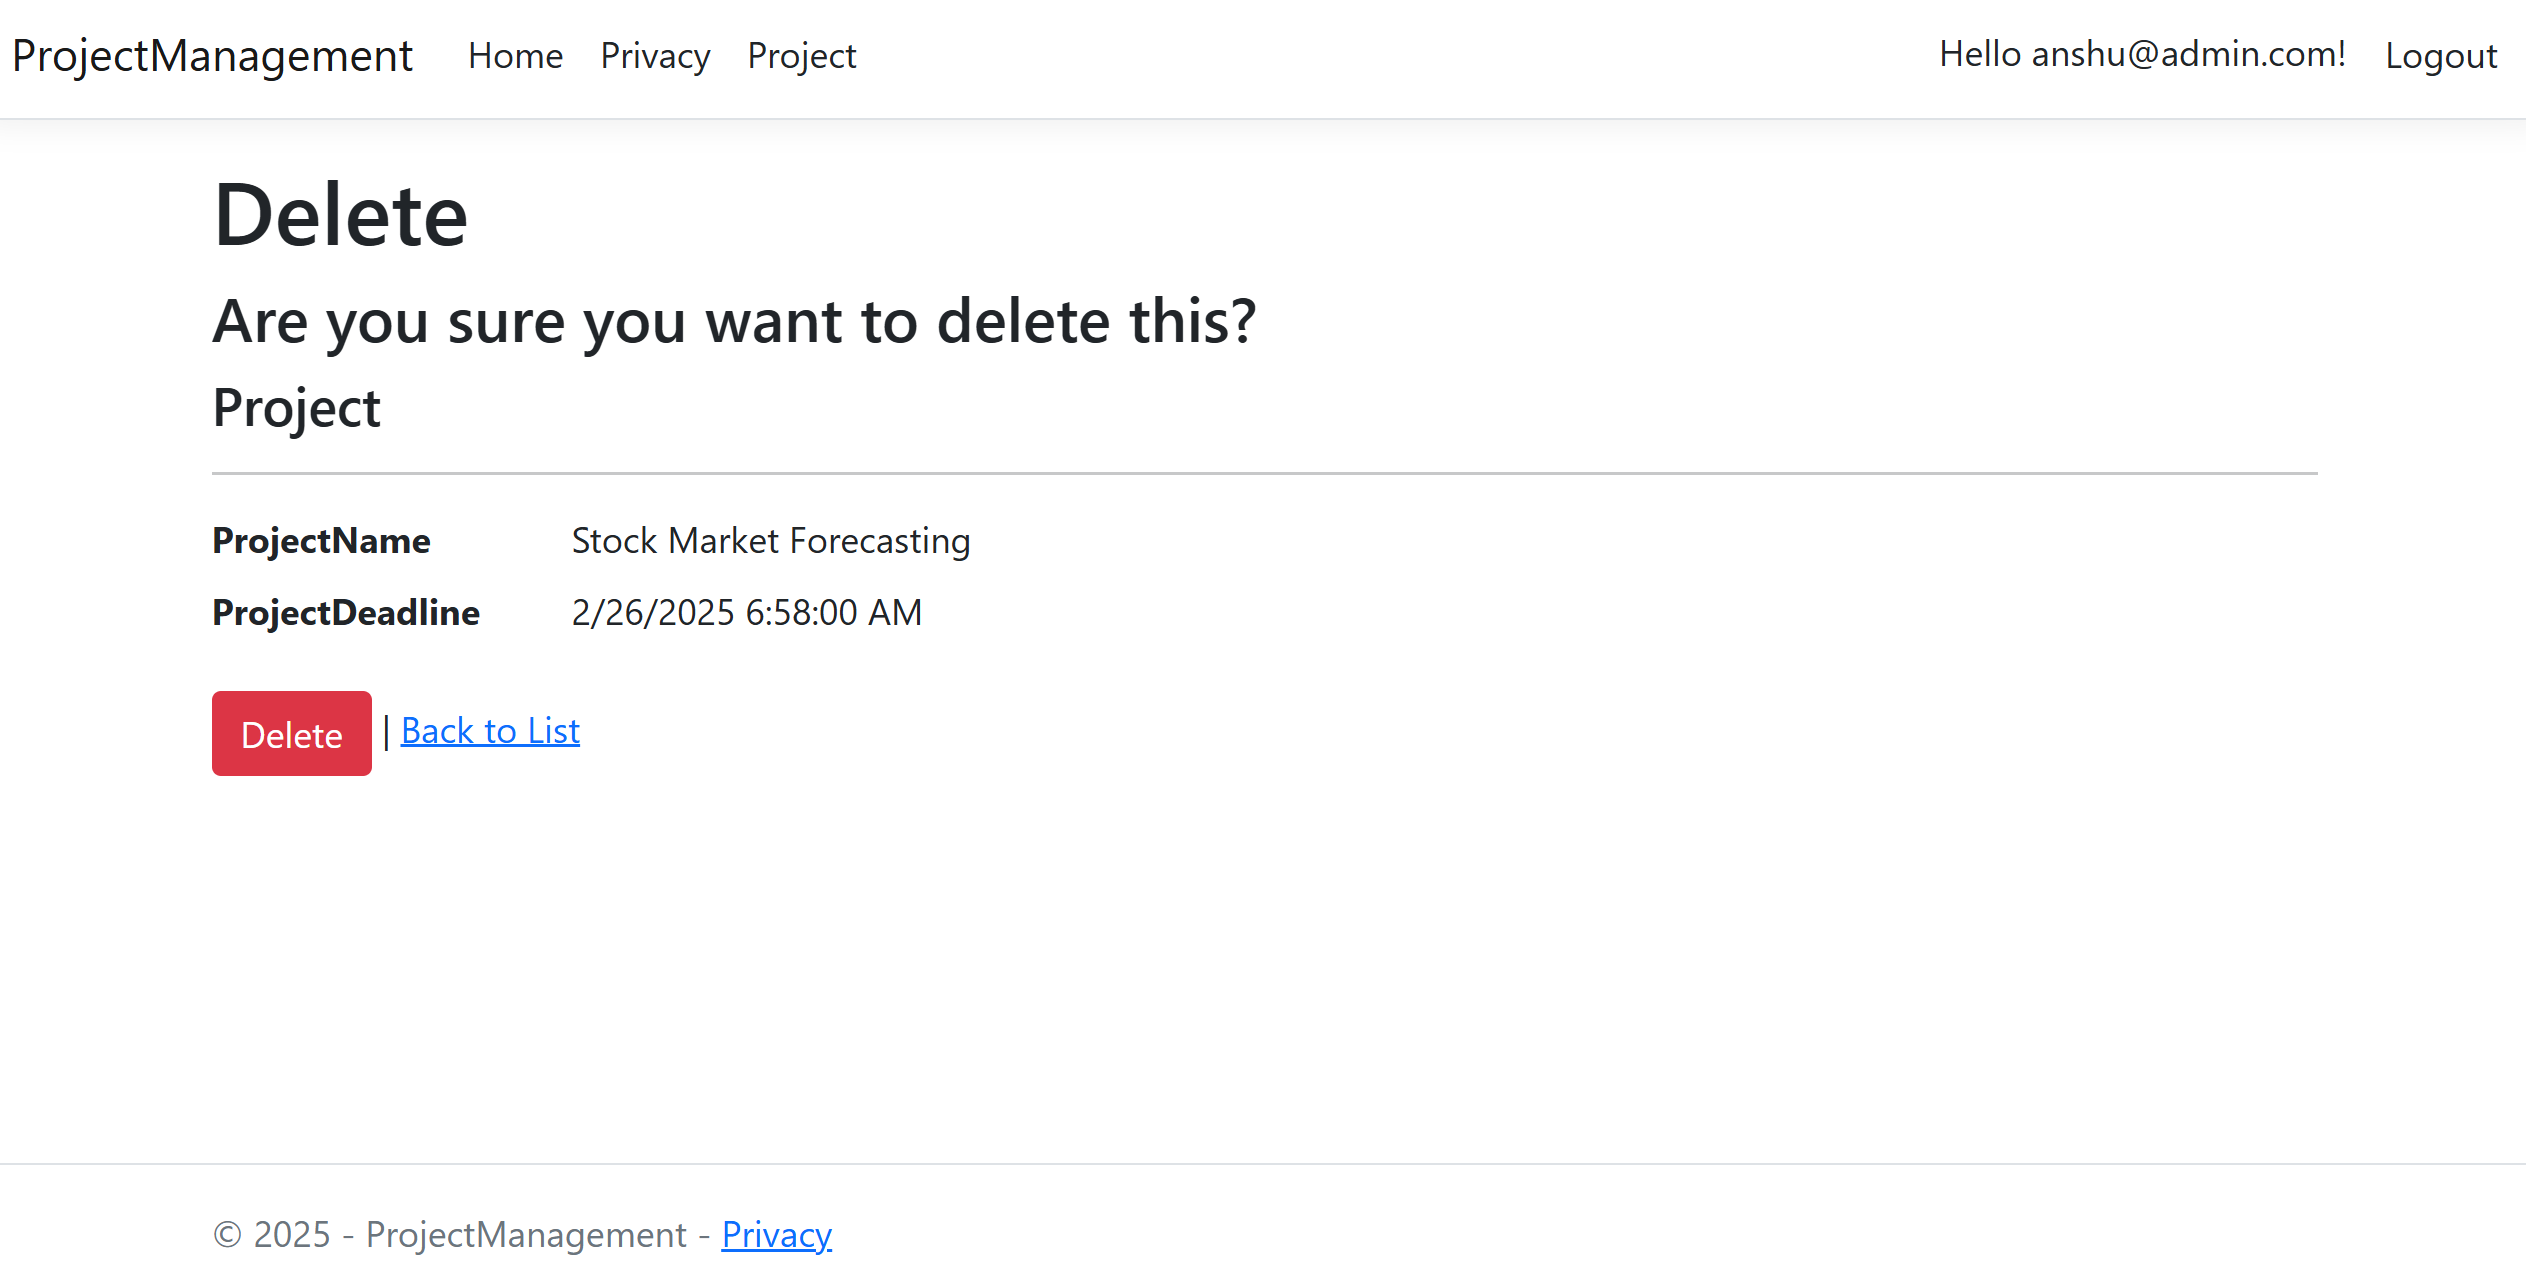 ProjectManagement Home Privacy Project Hello anshu@admin.com! Logout
Delete
Are you sure you want to delete this?
Project
ProjectName Stock Market Forecasting
ProjectDeadline 2/26/2025 6:58:00 AM
Delete | Back to List
© 2025 - ProjectManagement - Privacy